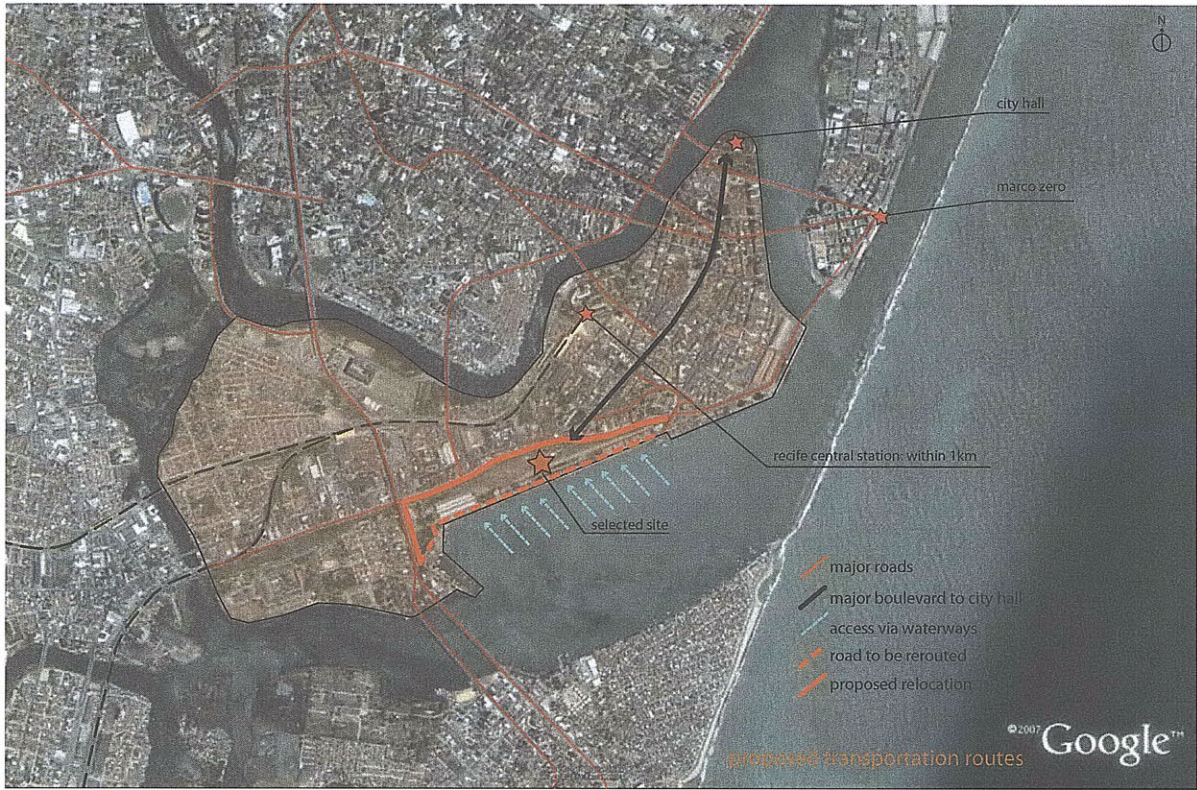 N
city hall
marco zero
recife central station: within 1km
selected site
major roads
major boulevard to city hall
access via waterways
road to be rerouted
proposed relocation
©2007 Google™
proposed transportation routes